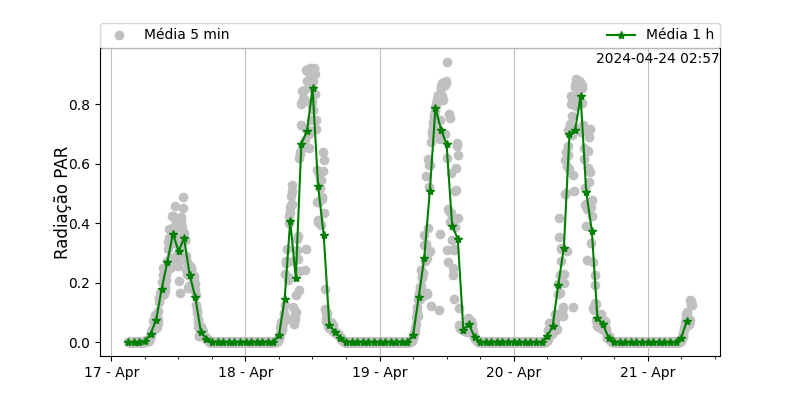 Média 5 min
Média 1 h
2024-04-24 02:57
Radiação PAR
0.8
0.6
0.4
0.2
0.0
17 - Apr
18 - Apr
19 - Apr
20 - Apr
21 - Apr